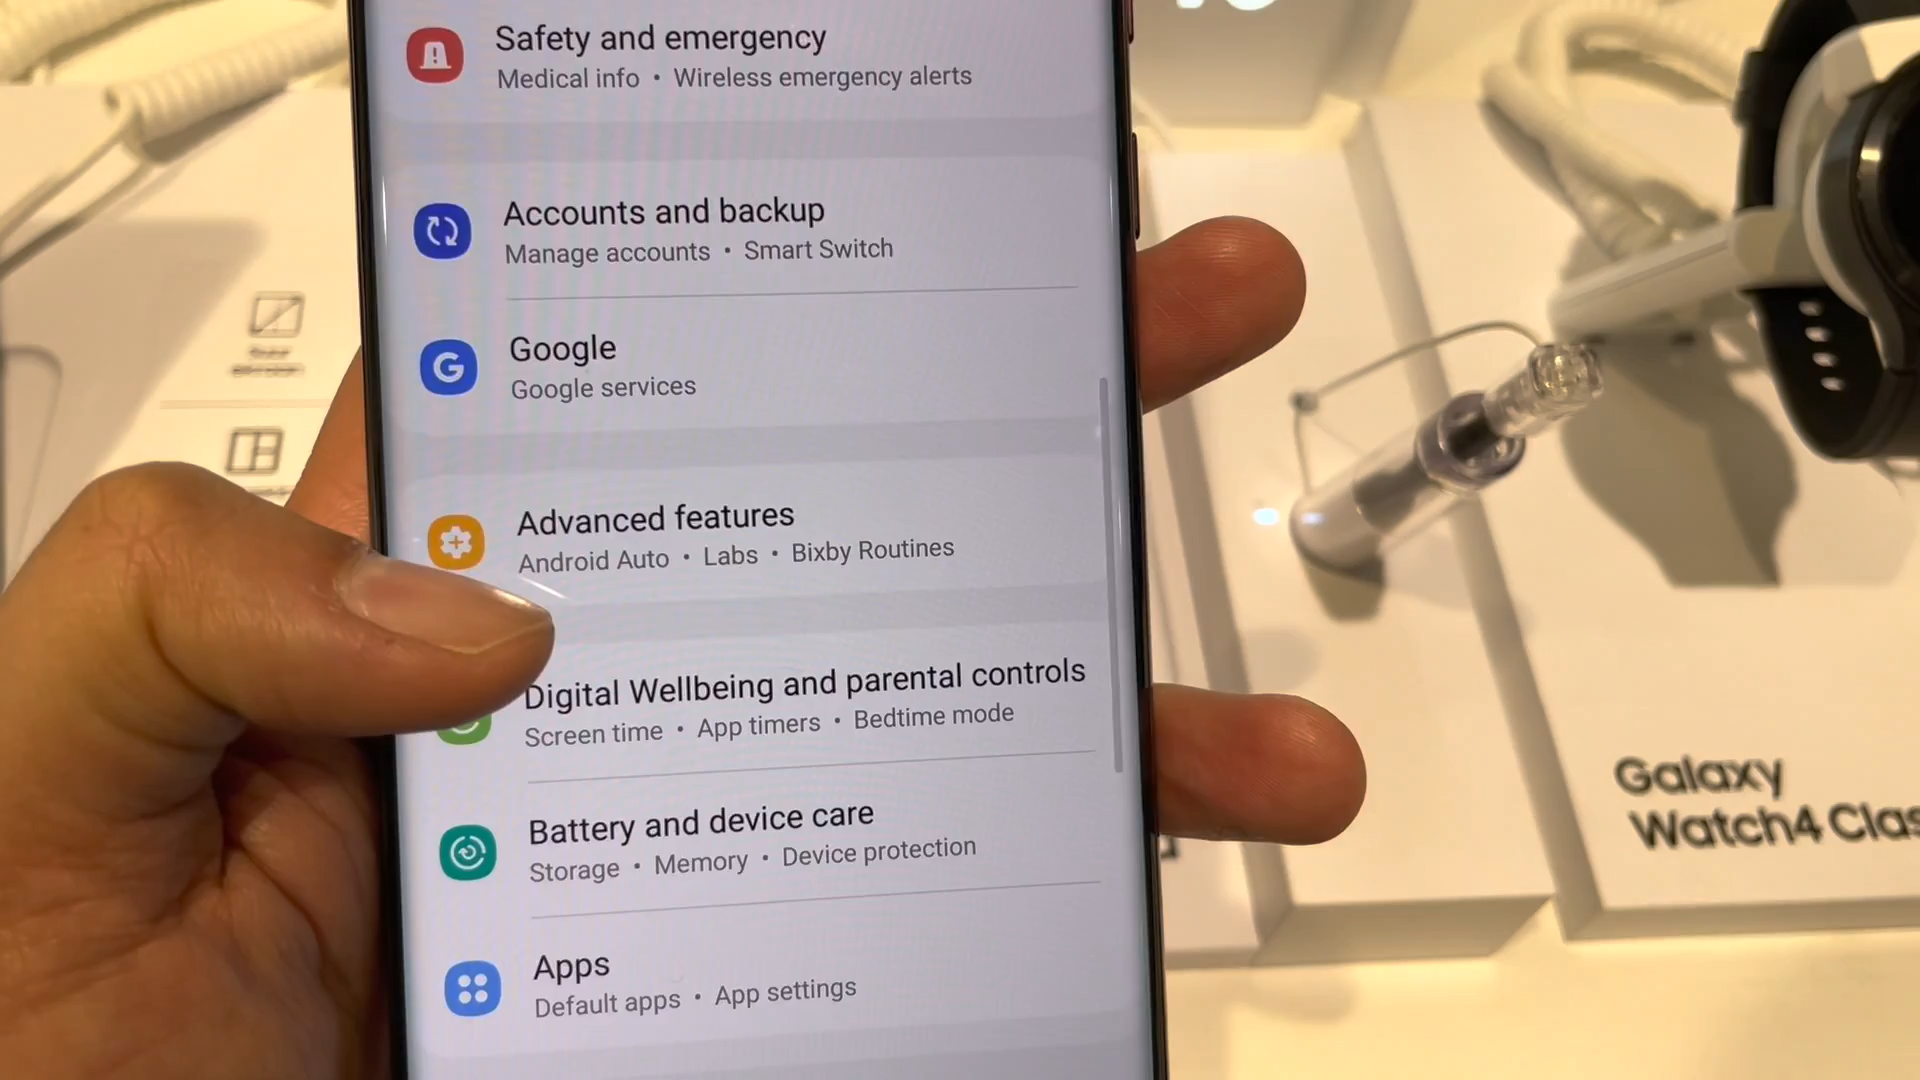 Safety and emergency
Medical info • Wireless emergency alerts
Accounts and backup
Manage accounts • Smart Switch
Google
Google services
Advanced features
Android Auto • Labs • Bixby Routines
Digital Wellbeing and parental controls
Screen time • App timers • Bedtime mode
Battery and device care
Storage • Memory • Device protection
Apps
Default apps • App settings
Galaxy
Watch4 Clas